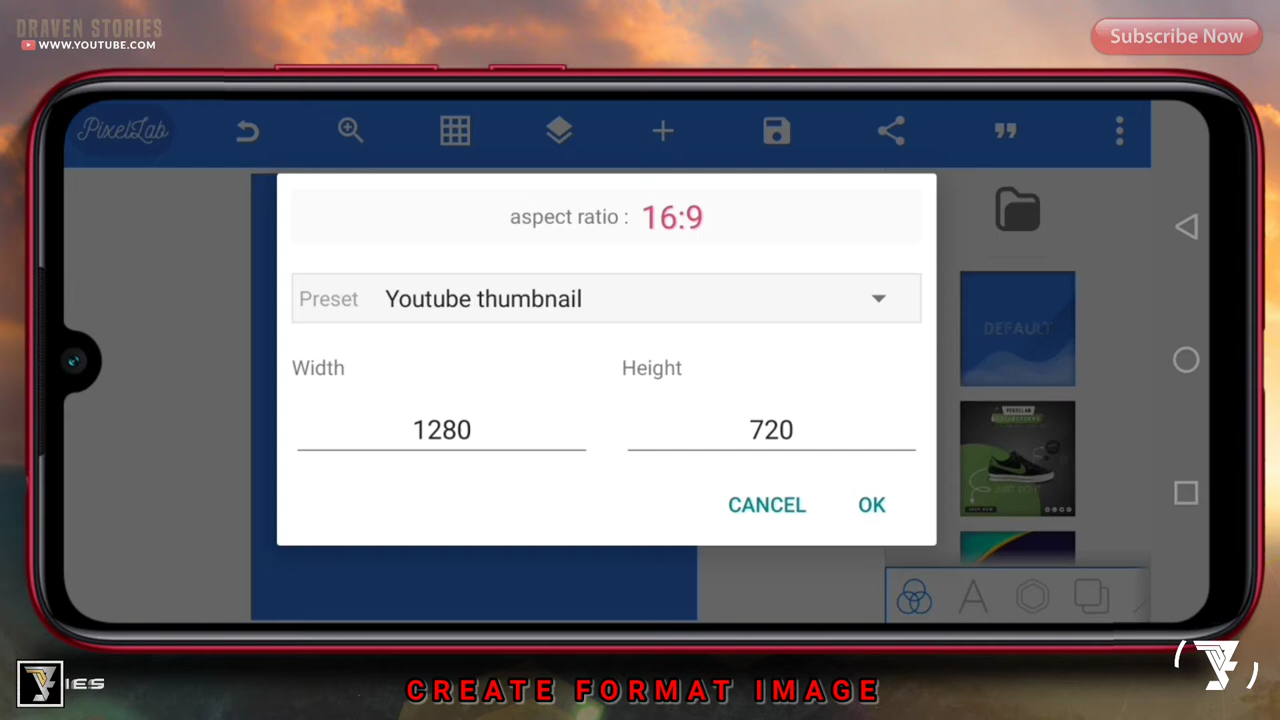 DRAVEN STORIES
WWW.YOUTUBE.COM
Subscribe Now
PixelLab
aspect ratio : 16:9
Preset Youtube thumbnail
Width Height
1280 720
CANCEL OK
DEFAULT
PIXELLAB
A
IES
CREATE FORMAT IMAGE